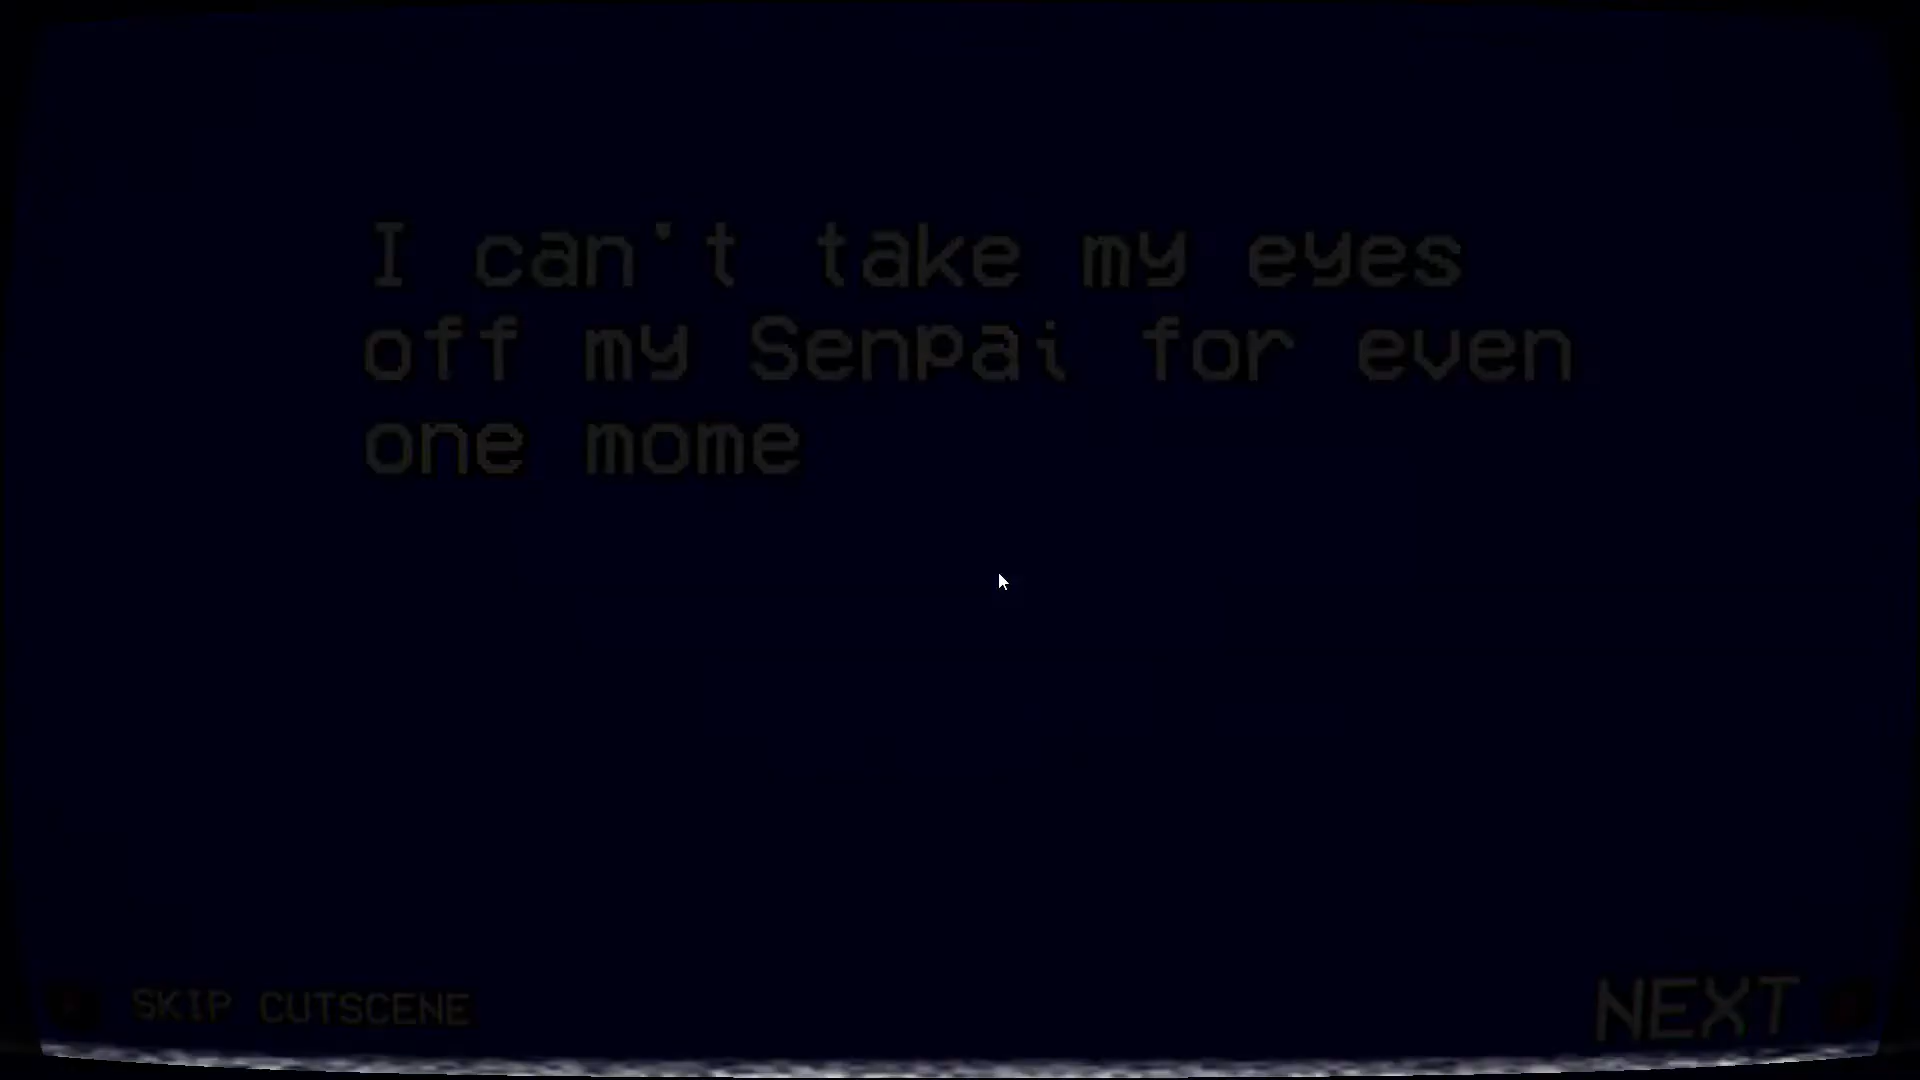 I can't take my eyes
off my Senpai for even
one mome
SKIP CUTSCENE
NEXT